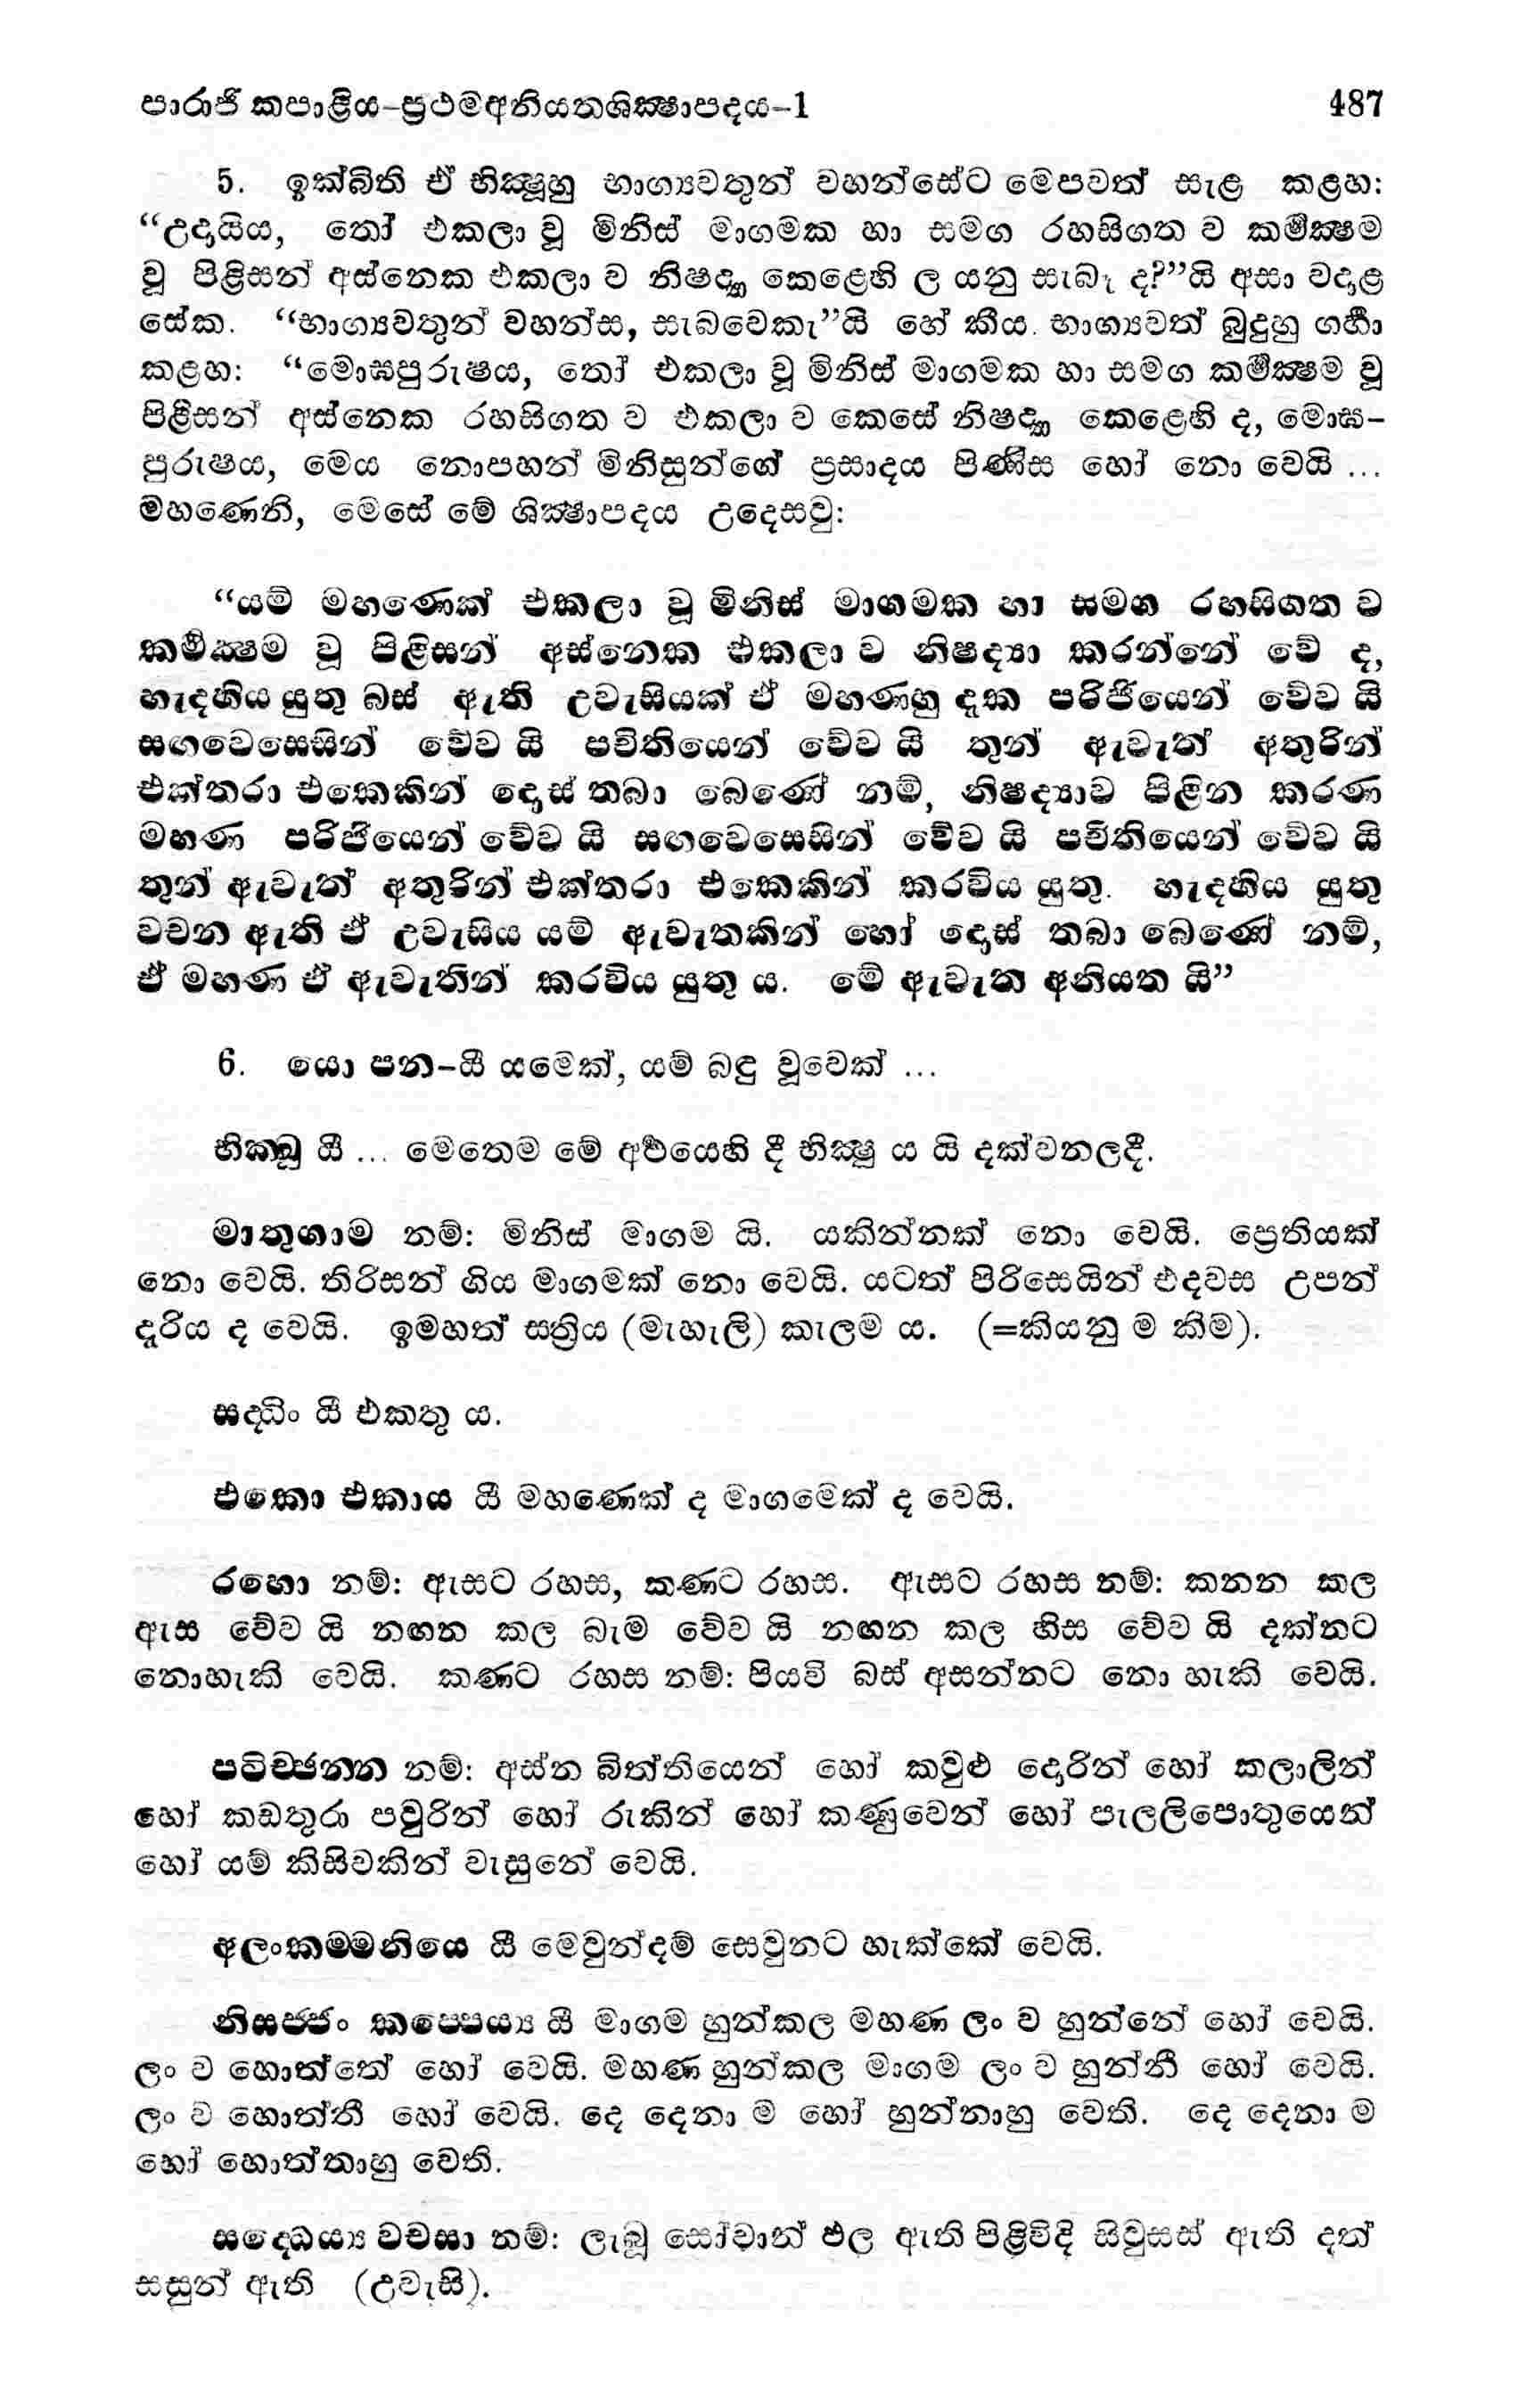 පාරාජිකපාළිය-ප්‍රථමඅනියතශික්‍ෂාපදය-1 487
5. ඉක්බිති ඒ භික්‍ෂූහු භාග්‍යවතුන් වහන්සේට මෙපවත් සැළ කළහ:
“උදායිය, තෝ එකලා වූ මිනිස් මාගමක හා සමග රහසිගත ව කර්‍මක්‍ෂම
වූ පිළිසන් අස්නෙක එකලා ව නිෂද්‍යා කෙළෙහි ල යනු සැබෑ ද?”යි අසා වදාළ
සේක. “භාග්‍යවතුන් වහන්ස, සැබවෙකැ”යි හේ කීය. භාග්‍යවත් බුදුහු ගර්‍හා
කළහ: “මොඝපුරුෂය, තෝ එකලා වූ මිනිස් මාගමක හා සමග කර්‍මක්‍ෂම වූ
පිළිසන් අස්නෙක රහසිගත ව එකලා ව කෙසේ නිෂද්‍යා කෙළෙහි ද, මොඝ-
පුරුෂය, මෙය නොපහන් මිනිසුන්ගේ ප්‍රසාදය පිණිස හෝ නො වෙයි ...
මහණෙනි, මෙසේ මේ ශික්‍ෂාපදය උදෙසවු:
“යම් මහණෙක් එකලා වූ මිනිස් මාගමක හා සමග රහසිගත ව
කර්‍මක්‍ෂම වූ පිළිසන් අස්නෙක එකලා ව නිෂද්‍යා කරන්නේ වේ ද,
හැදහිය යුතු බස් ඇති උවැසියක් ඒ මහණහු දැක පරිජියෙන් වේව යි
සඟවෙසෙසින් වේව යි පචිතියෙන් වේව යි තුන් ඇවැත් අතුරින්
එක්තරා එකෙකින් දොස් තබා බෙණේ නම්, නිෂද්‍යාව පිළින කරණ
මහණ පරිජියෙන් වේව යි සඟවෙසෙසින් වේව යි පචිතියෙන් වේව යි
තුන් ඇවැත් අතුරින් එක්තරා එකෙකින් කරවිය යුතු. හැදහිය යුතු
වචන ඇති ඒ උවැසිය යම් ඇවැතකින් හෝ දොස් තබා බෙණේ නම්,
ඒ මහණ ඒ ඇවැතින් කරවිය යුතු ය. මේ ඇවැත අනියත යි”
6. යො පන-යී යමෙක්, යම් බඳු වූවෙක් ...
භික්ඛු යී ... මෙතෙම මේ අර්‍ථයෙහි දී භික්‍ෂු ය යි දක්වනලදී.
මාතුගාම නම්: මිනිස් මාගම යි. යකින්නක් නො වෙයි. ප්‍රෙතියක්
නො වෙයි. තිරිසන් ගිය මාගමක් නො වෙයි. යටත් පිරිසෙයින් එදවස උපන්
දූරිය ද වෙයි. ඉමහත් සත්‍රිය (මැහැලි) කැලම ය. (=කියනු ම කිම).
සද්ධිං යී එකතු ය.
එකො එකාය යී මහණෙක් ද මාගමෙක් ද වෙයි.
රහො නම්: ඇසට රහස, කණට රහස. ඇසට රහස නම්: කනන කල
ඇස වේව යි නඟන කල බැම වේව යි නඟන කල හිස වේව යි දක්නට
නොහැකි වෙයි. කණට රහස නම්: පියවි බස් අසන්නට නො හැකි වෙයි.
පටිච්ඡන්න නම්: අස්න බිත්තියෙන් හෝ කවුළු දොරින් හෝ කලාලින්
හෝ කඩතුරා පවුරින් හෝ රුකින් හෝ කණුවෙන් හෝ පැලලිපොතුයෙන්
හෝ යම් කිසිවකින් වැසුනේ වෙයි.
අලංකම්මනියෙ යී මෙවුන්දම් සෙවුනට හැක්කේ වෙයි.
නිසජ්ජං කප්පෙය්‍ය යී මාගම හුන්කල මහණ ලං ව හුන්නේ හෝ වෙයි.
ලං ව හොත්තේ හෝ වෙයි. මහණ හුන්කල මාගම ලං ව හුන්නී හෝ වෙයි.
ලං ව හොත්තී හෝ වෙයි. දෙ දෙනා ම හෝ හුන්නාහු වෙති. දෙ දෙනා ම
හෝ හොත්තාහු වෙති.
සද්ධෙය්‍ය වචසා නම්: ලැබූ සෝවාන් ඵල ඇති පිළිවිදි සිවුසස් ඇති දත්
සසුන් ඇති (උවැසි).